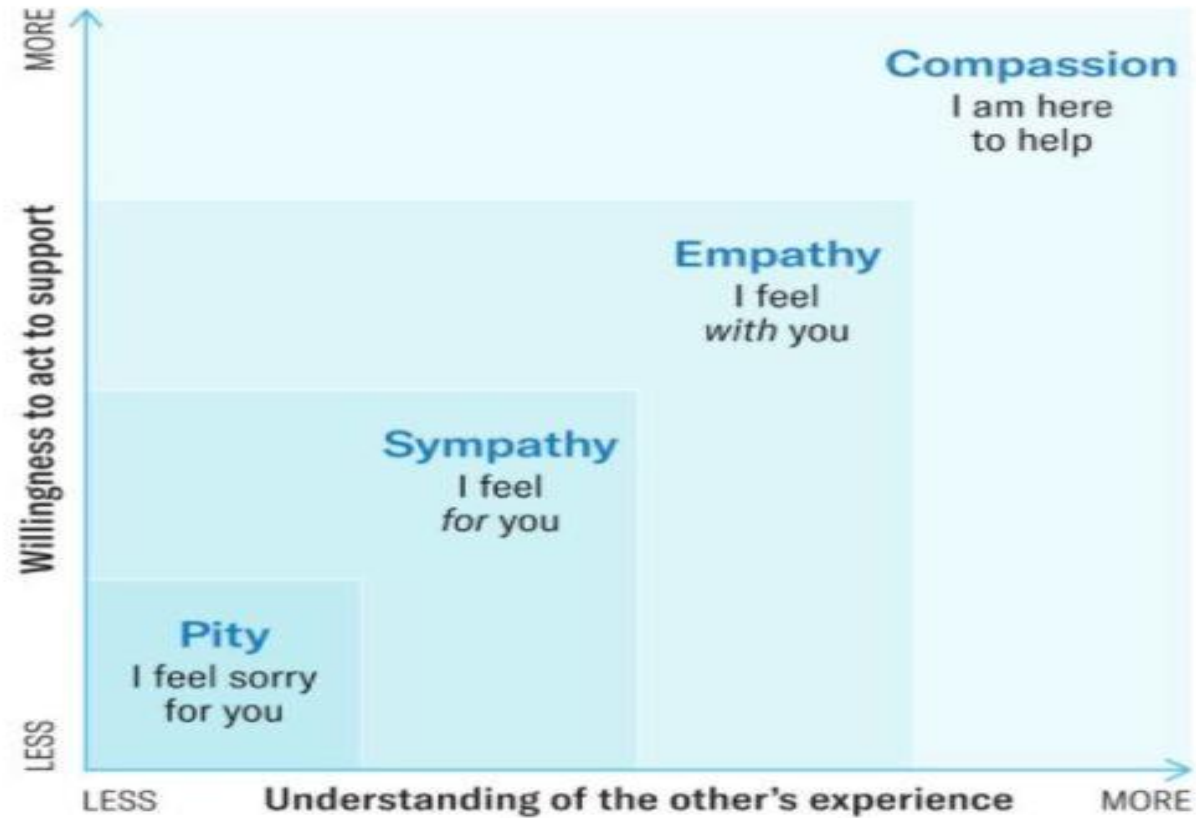 MORE
Compassion
I am here
to help
Willingness to act to support
Empathy
I feel
with you
Sympathy
I feel
for you
Pity
I feel sorry
for you
LESS
LESS
Understanding of the other's experience
MORE